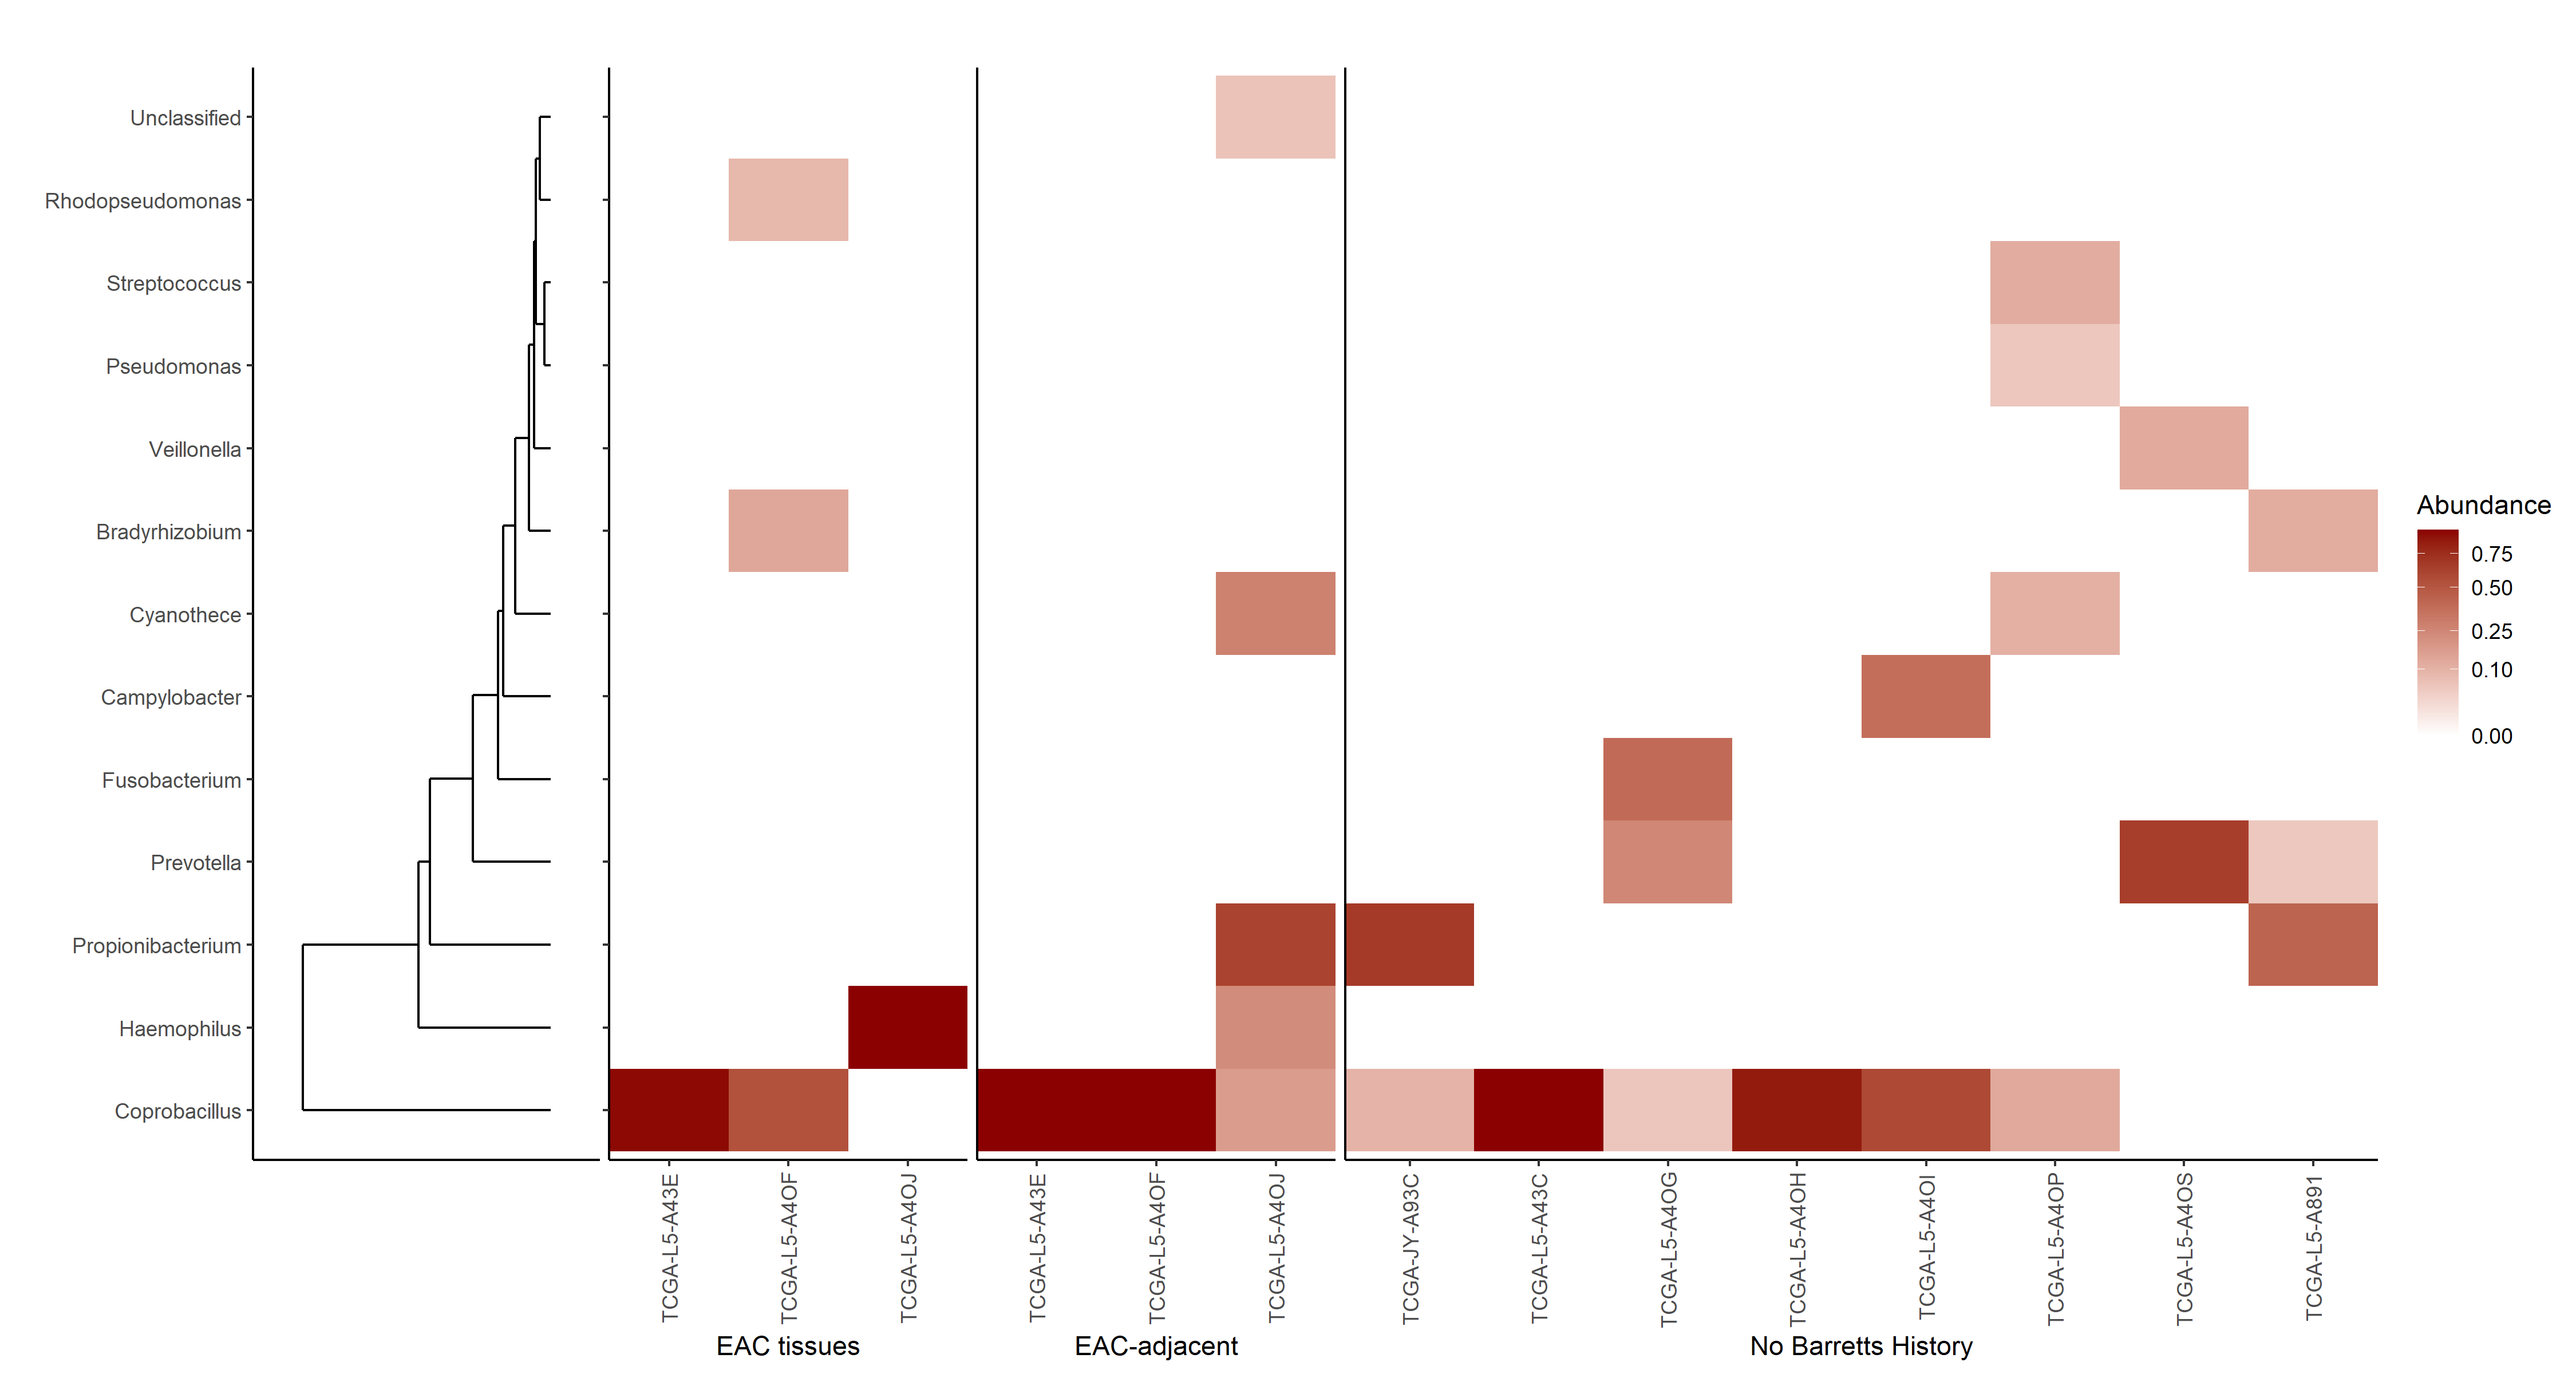 Unclassified
Rhodopseudomonas
Streptococcus
Pseudomonas
Veillonella
Bradyrhizobium
Cyanothece
Campylobacter
Fusobacterium
Prevotella
Propionibacterium
Haemophilus
Coprobacillus
TCGA-L5-A43E
TCGA-L5-A4OF
TCGA-L5-A4OJ
EAC tissues
TCGA-L5-A43E
TCGA-L5-A4OF
TCGA-L5-A4OJ
EAC-adjacent
TCGA-JY-A93C
TCGA-L5-A43C
TCGA-L5-A4OG
TCGA-L5-A4OH
TCGA-L5-A4OI
TCGA-L5-A4OP
TCGA-L5-A4OS
TCGA-L5-A891
No Barretts History
Abundance
0.75
0.50
0.25
0.10
0.00